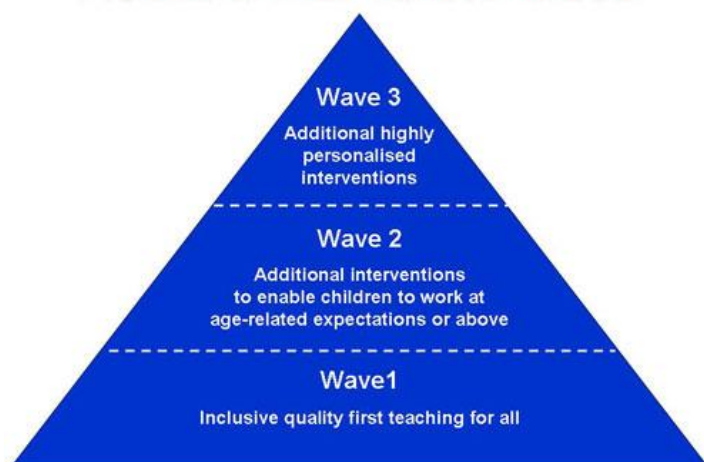 Wave 3
Additional highly
personalised
interventions
Wave 2
Additional interventions
to enable children to work at
age-related expectations or above
Wave1
Inclusive quality first teaching for all